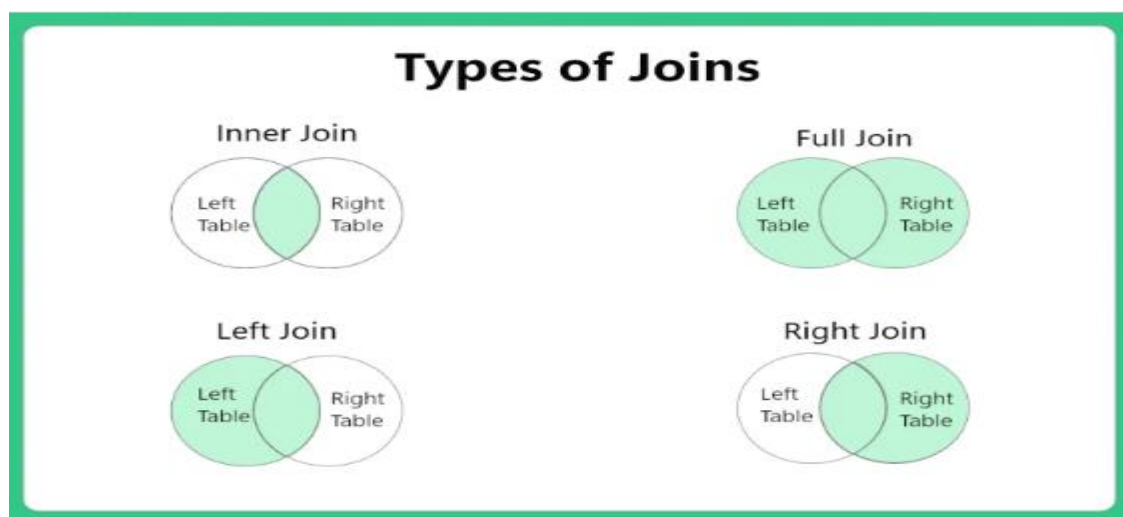 Types of Joins
Inner Join
Left
Table
Right
Table
Full Join
Left
Table
Right
Table
Left Join
Left
Table
Right
Table
Right Join
Left
Table
Right
Table